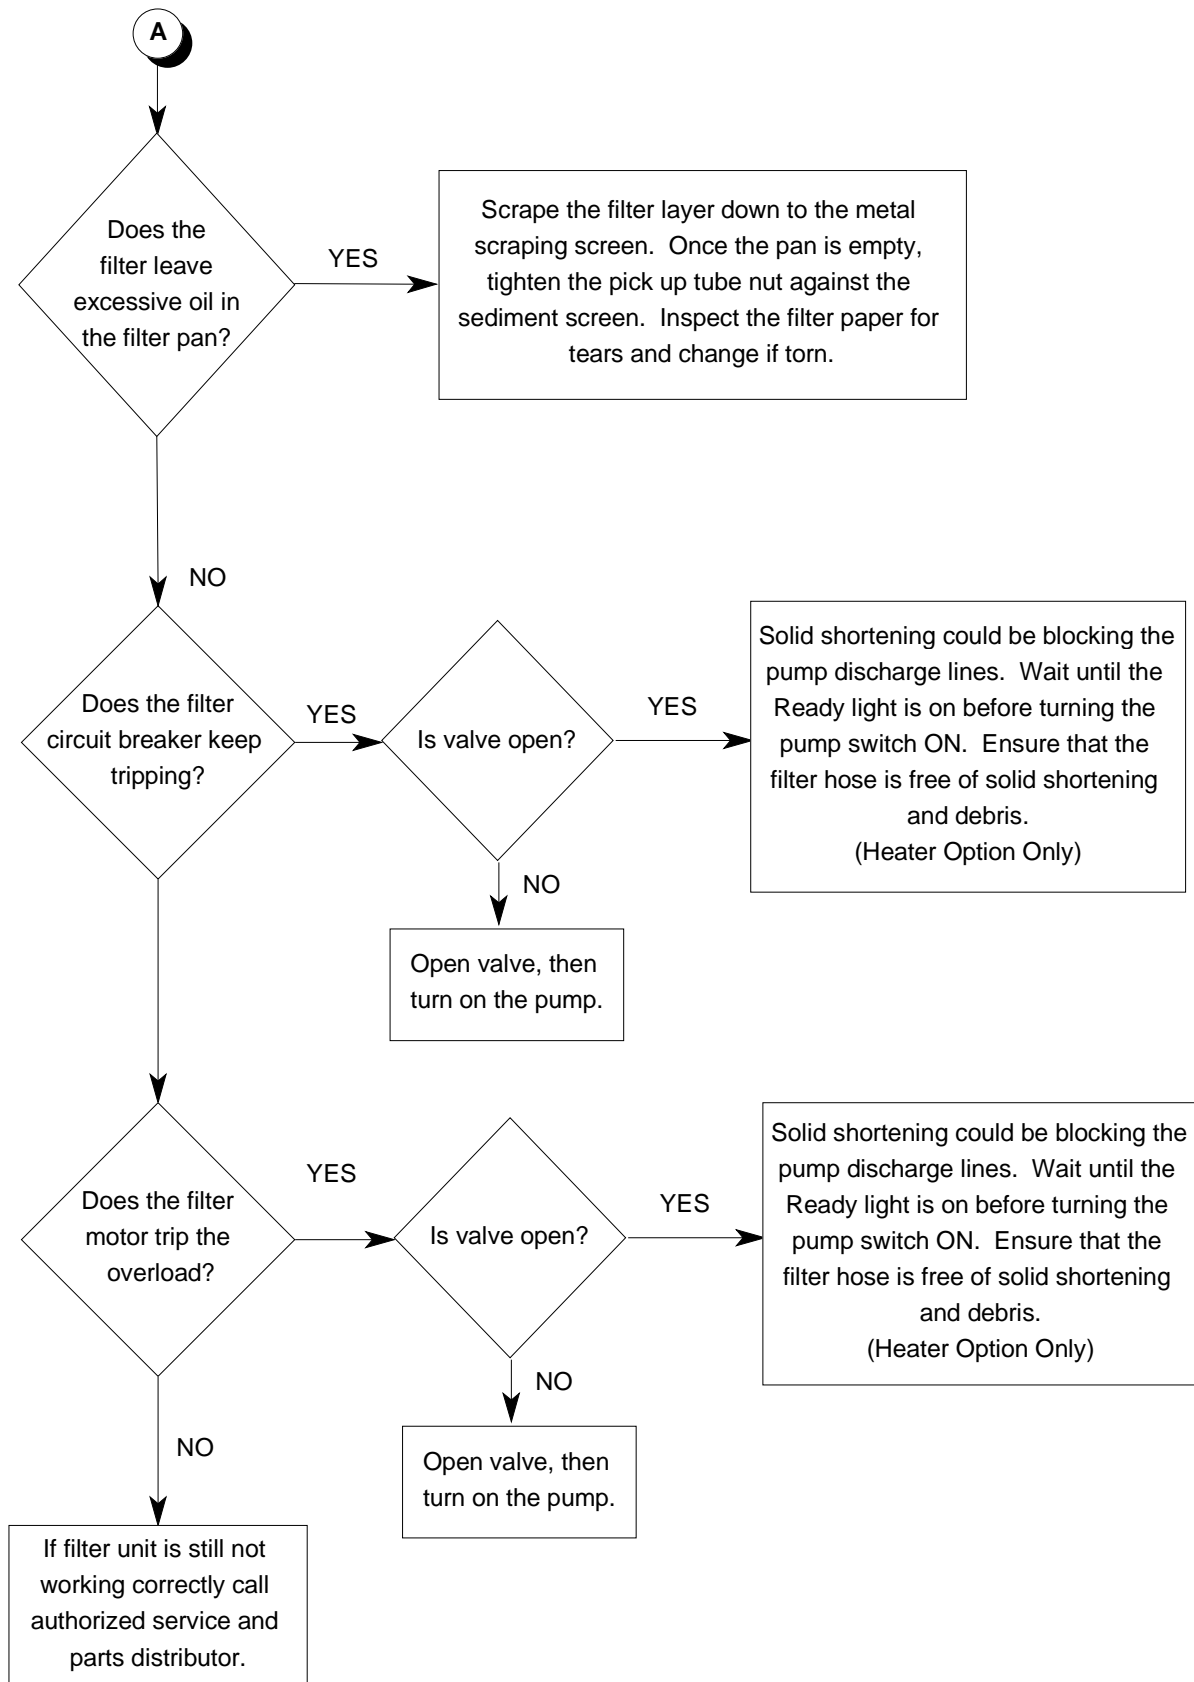 A
Does the
filter leave
excessive oil in
the filter pan?
YES
Scrape the filter layer down to the metal
scraping screen.  Once the pan is empty,
tighten the pick up tube nut against the
sediment screen.  Inspect the filter paper for
tears and change if torn.
NO
Does the filter
circuit breaker keep
tripping?
YES
Is valve open?
YES
Solid shortening could be blocking the
pump discharge lines.  Wait until the
Ready light is on before turning the
pump switch ON.  Ensure that the
filter hose is free of solid shortening
and debris.
(Heater Option Only)
NO
Open valve, then
turn on the pump.
Does the filter
motor trip the
overload?
YES
Is valve open?
YES
Solid shortening could be blocking the
pump discharge lines.  Wait until the
Ready light is on before turning the
pump switch ON.  Ensure that the
filter hose is free of solid shortening
and debris.
(Heater Option Only)
NO
Open valve, then
turn on the pump.
NO
If filter unit is still not
working correctly call
authorized service and
parts distributor.